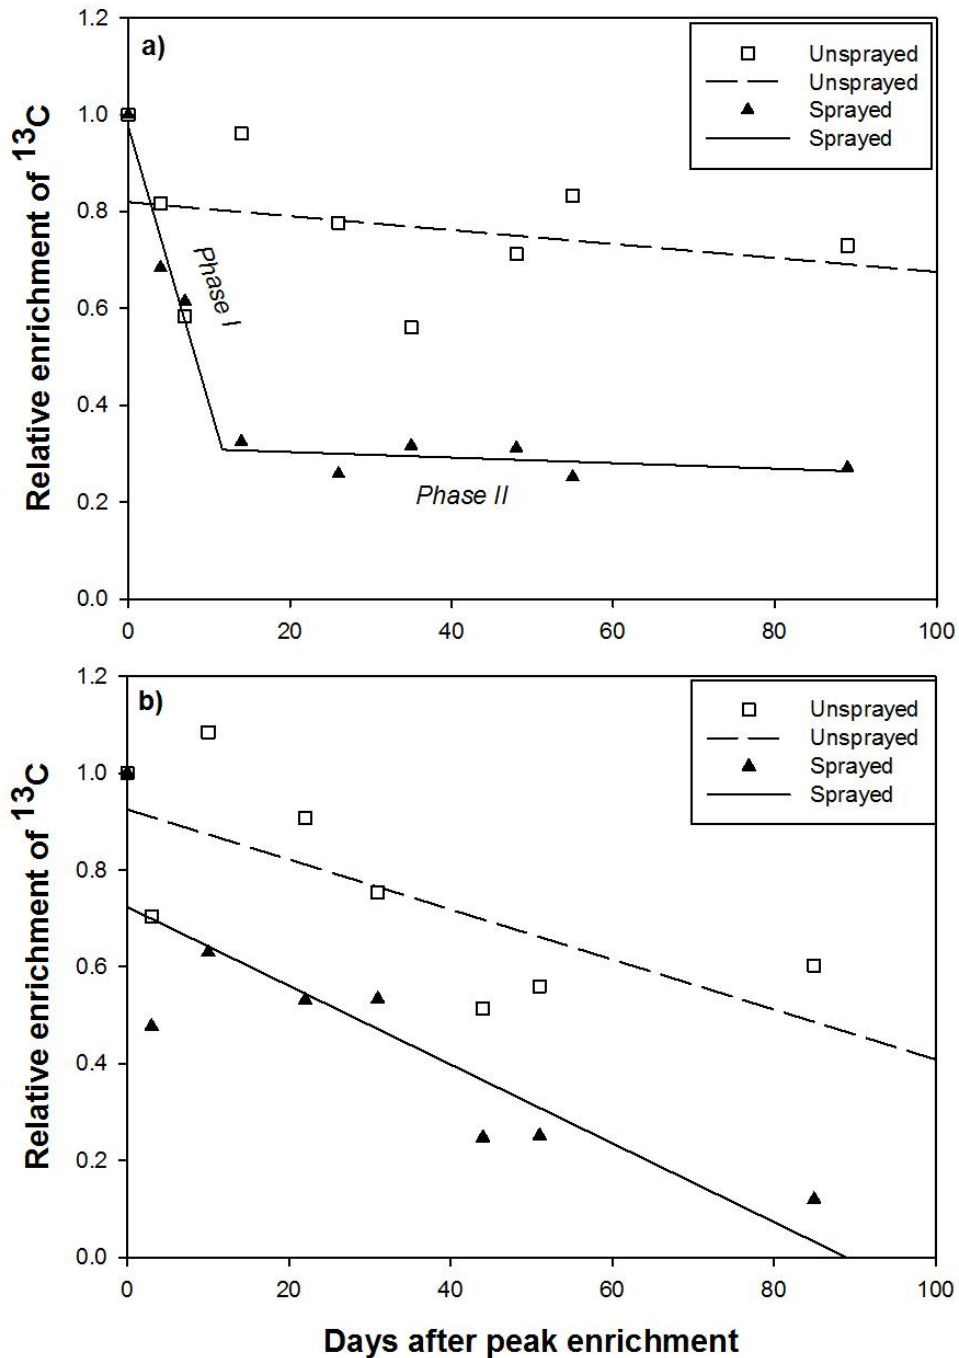 a)
Relative enrichment of 13C
1.2
1.0
0.8
0.6
0.4
0.2
0.0
Unsprayed
Unsprayed
Sprayed
Sprayed
Phase I
Phase II
0 20 40 60 80 100
b)
Relative enrichment of 13C
1.2
1.0
0.8
0.6
0.4
0.2
0.0
Unsprayed
Unsprayed
Sprayed
Sprayed
0 20 40 60 80 100
Days after peak enrichment